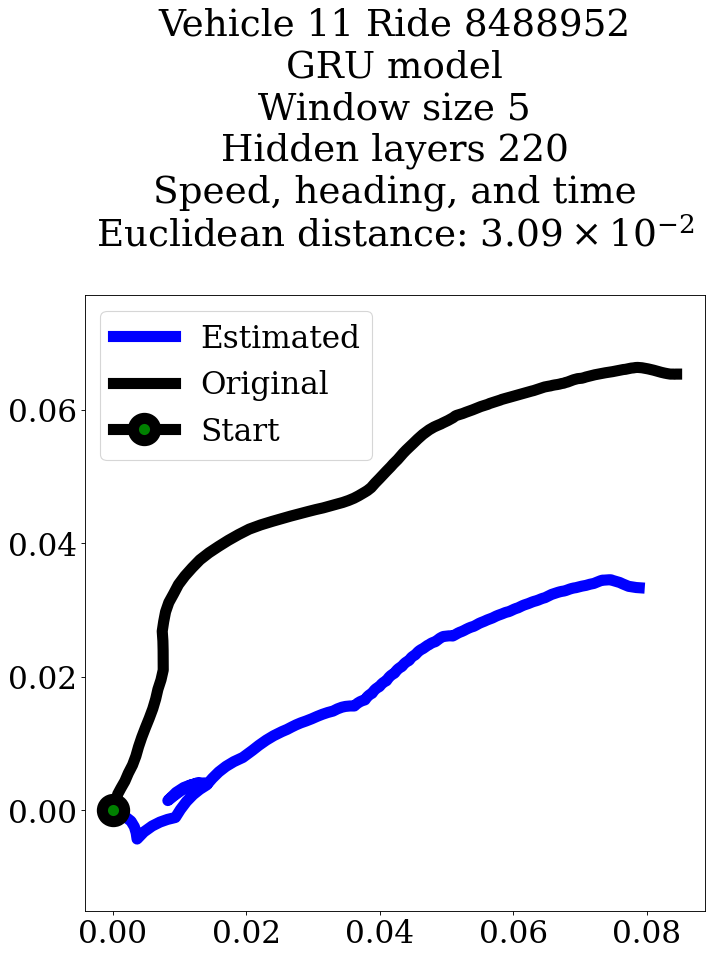 Vehicle 11 Ride 8488952
GRU model
Window size 5
Hidden layers 220
Speed, heading, and time
Euclidean distance: 3.09 × 10⁻²
Estimated
Original
Start
0.06
0.04
0.02
0.00
0.00 0.02 0.04 0.06 0.08